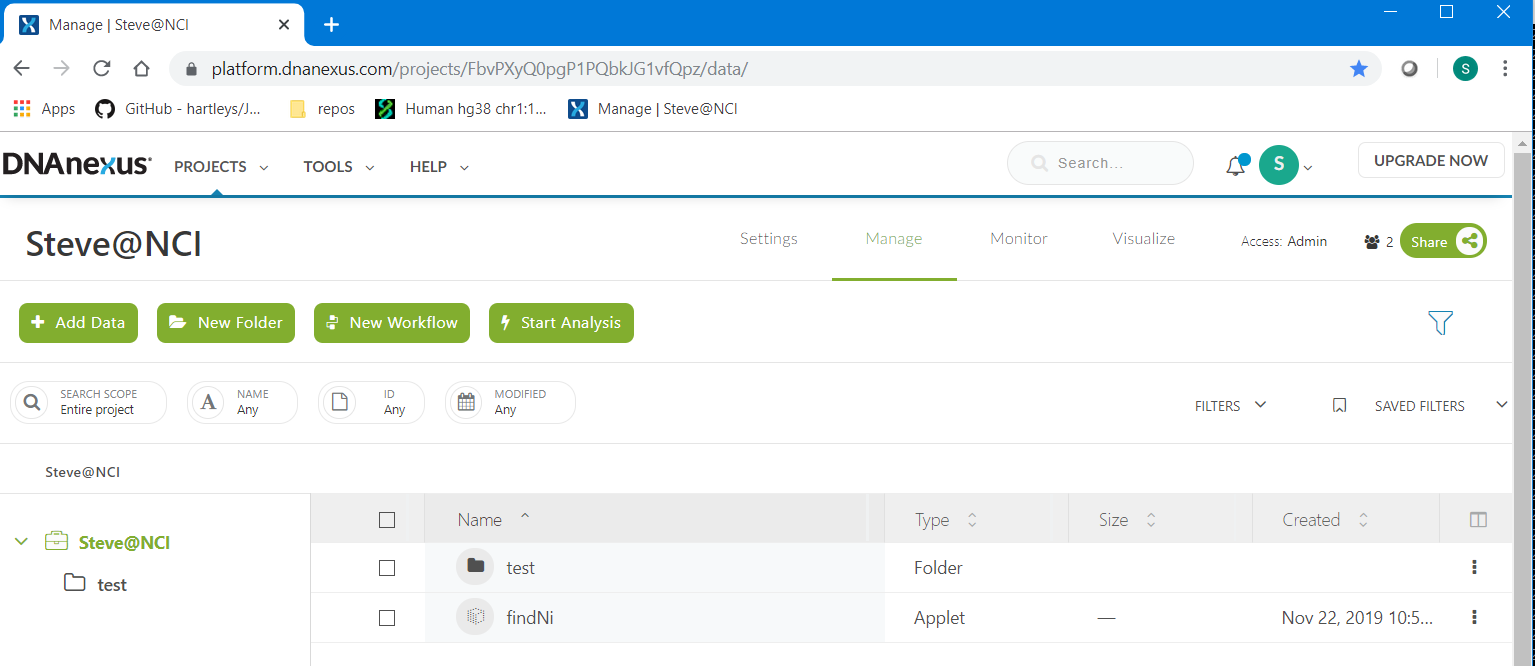 Manage | Steve@NCI
platform.dnanexus.com/projects/FbvPXyQ0pgP1PQbkJG1vfQpz/data/
S
Apps GitHub - hartleys/J... repos Human hg38 chr1:1... Manage | Steve@NCI
DNAnexus PROJECTS TOOLS HELP Search... S UPGRADE NOW
Steve@NCI Settings Manage Monitor Visualize Access: Admin 2 Share
Add Data New Folder New Workflow Start Analysis
SEARCH SCOPE NAME ID MODIFIED
Entire project A Any Any Any FILTERS SAVED FILTERS
Steve@NCI
Name Type Size Created
Steve@NCI
test Folder
test
findNi Applet — Nov 22, 2019 10:5...